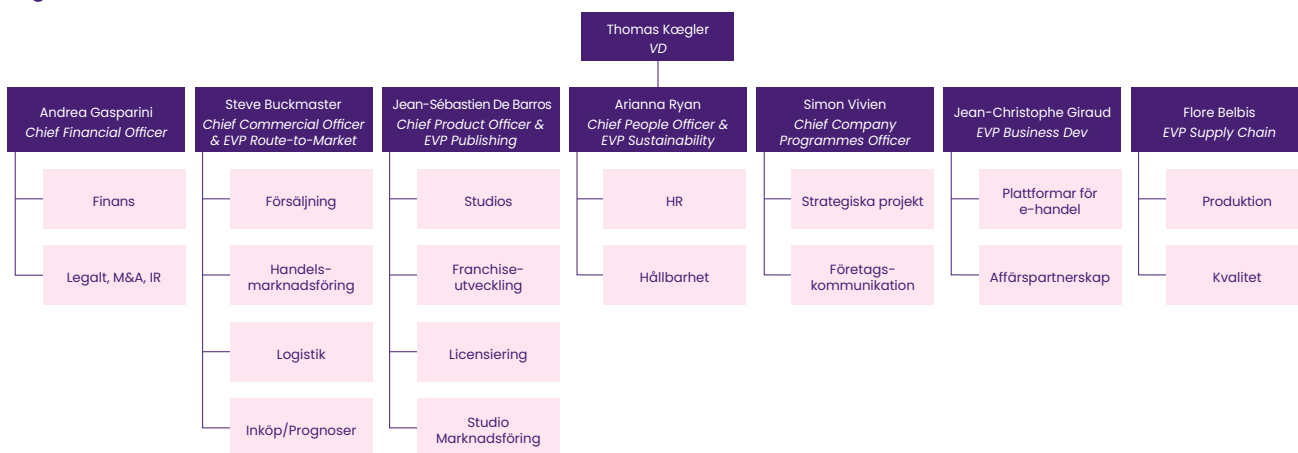 Thomas Kœgler
VD
Andrea Gasparini
Chief Financial Officer
Steve Buckmaster
Chief Commercial Officer
& EVP Route-to-Market
Jean-Sébastien De Barros
Chief Product Officer &
EVP Publishing
Arianna Ryan
Chief People Officer &
EVP Sustainability
Simon Vivien
Chief Company
Programmes Officer
Jean-Christophe Giraud
EVP Business Dev
Flore Belbis
EVP Supply Chain
Finans
Legalt, M&A, IR
Försäljning
Handels-
marknadsföring
Logistik
Inköp/Prognoser
Studios
Franchise-
utveckling
Licensiering
Studio
Marknadsföring
HR
Hållbarhet
Strategiska projekt
Företags-
kommunikation
Plattformar för
e-handel
Affärspartnerskap
Produktion
Kvalitet